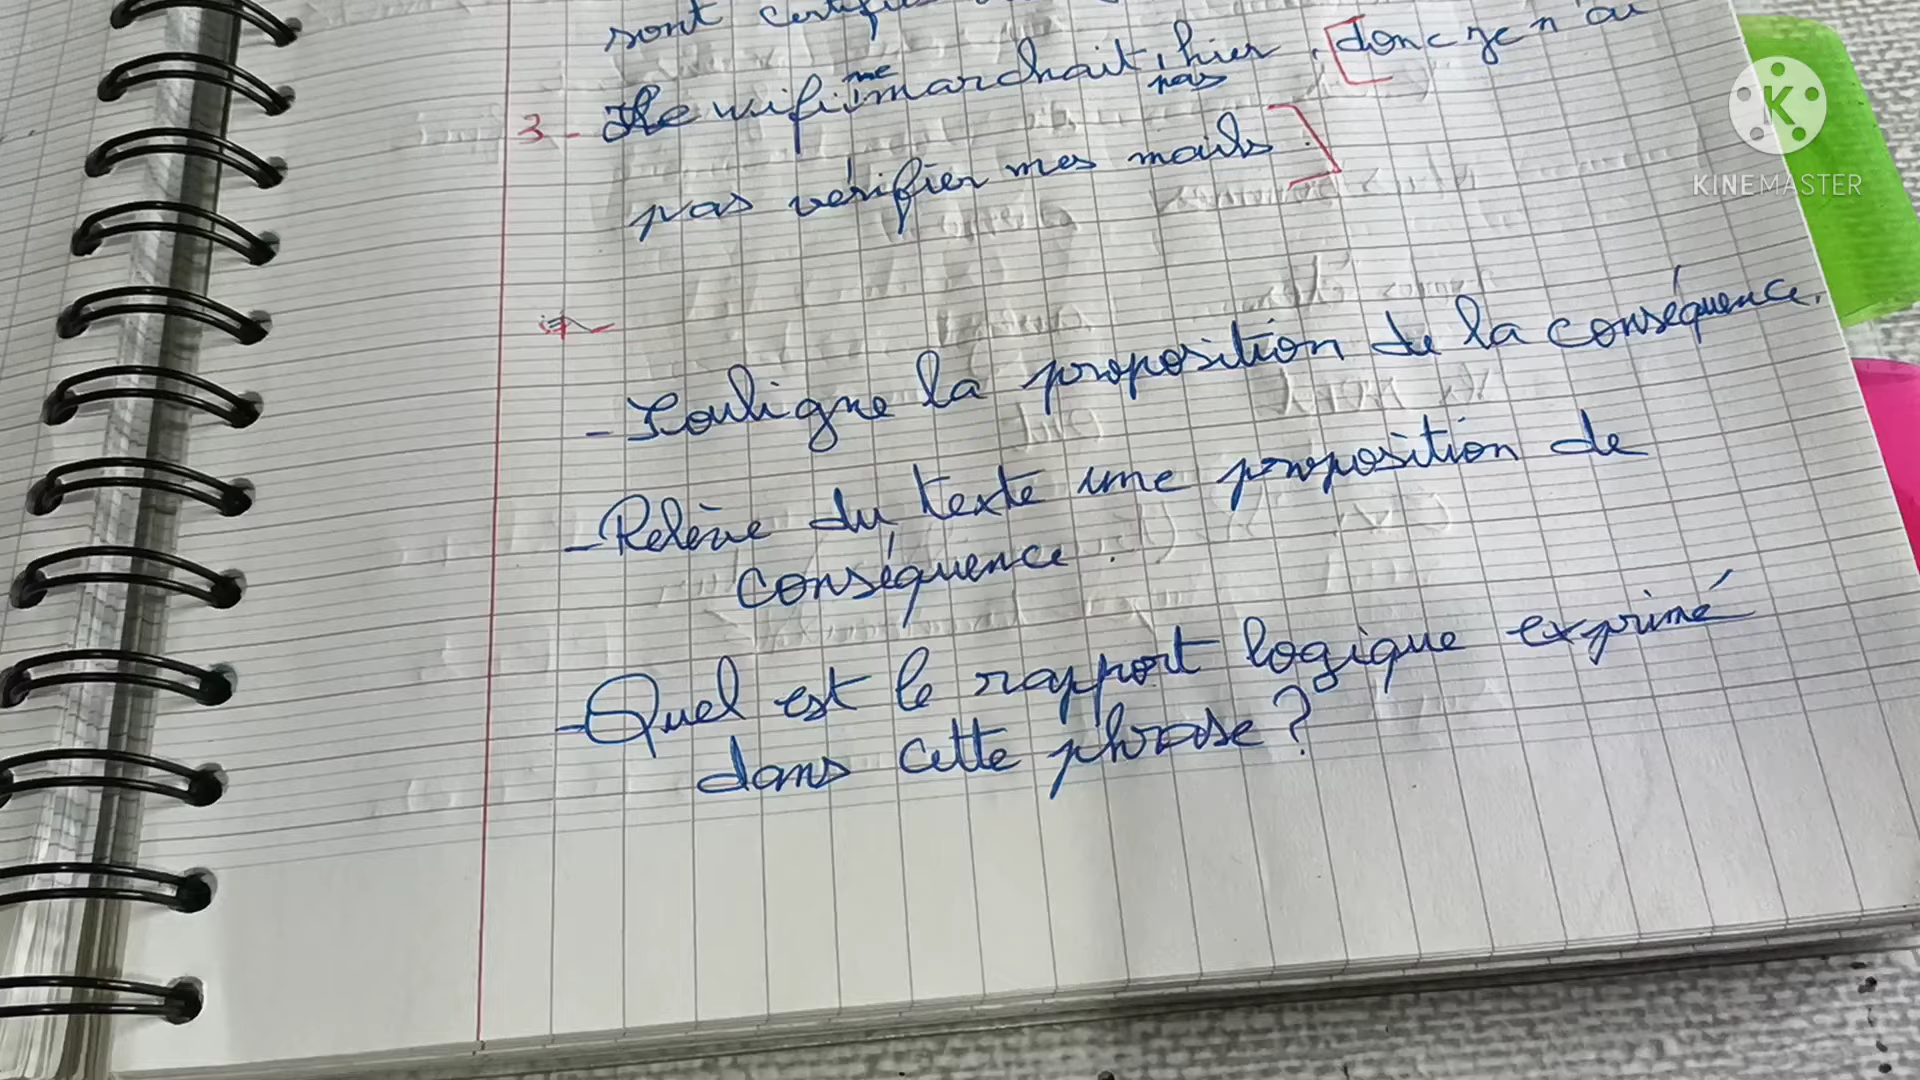 sont
3- Le wifi ne marchait pas, hier, [donc je n'ai
pas vérifier mes mails.]
- Souligne la proposition de la conséquence.
- Relève du texte une proposition de
conséquence.
- Quel est le rapport logique exprimé
dans cette phrase?
K
KINEMASTER